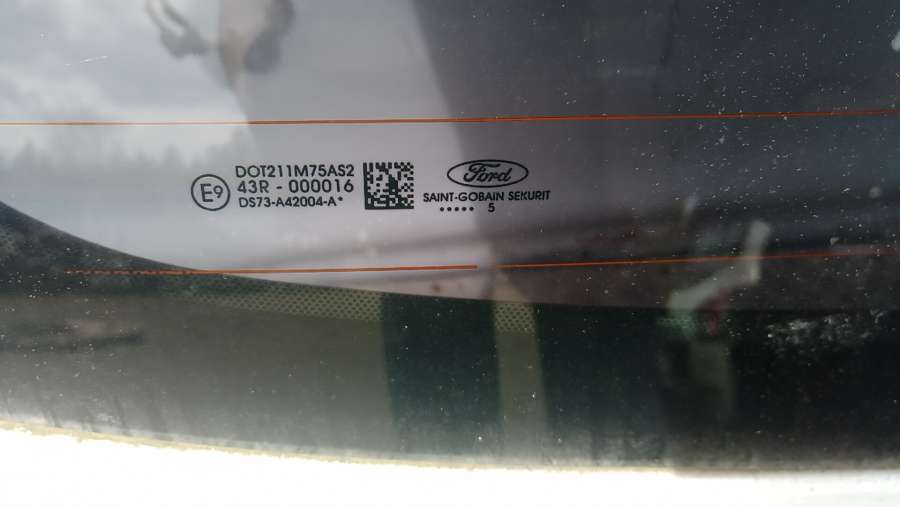 E9
DOT211M75AS2
43R - 000016
DS73-A42004-A*
Ford
SAINT-GOBAIN SEKURIT
..... 5